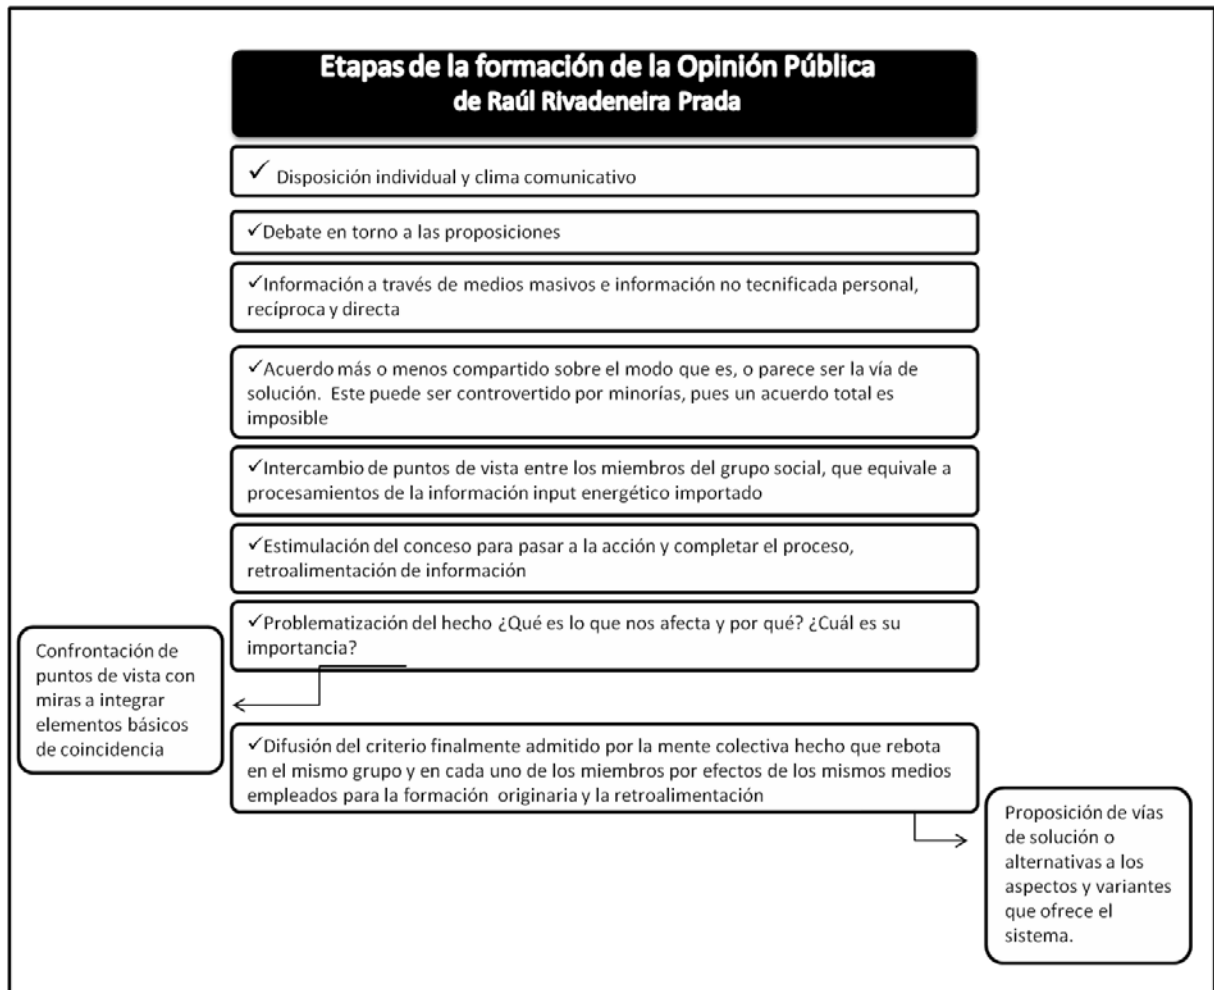 Etapas de la formación de la Opinión Pública
de Raúl Rivadeneira Prada
✓ Disposición individual y clima comunicativo
✓Debate en torno a las proposiciones
✓Información a través de medios masivos e información no tecnificada personal,
recíproca y directa
✓Acuerdo más o menos compartido sobre el modo que es, o parece ser la vía de
solución. Este puede ser controvertido por minorías, pues un acuerdo total es
imposible
✓Intercambio de puntos de vista entre los miembros del grupo social, que equivale a
procesamientos de la información input energético importado
✓Estimulación del conceso para pasar a la acción y completar el proceso,
retroalimentación de información
✓Problematización del hecho ¿Qué es lo que nos afecta y por qué? ¿Cuál es su
importancia?
Confrontación de
puntos de vista con
miras a integrar
elementos básicos
de coincidencia
✓Difusión del criterio finalmente admitido por la mente colectiva hecho que rebota
en el mismo grupo y en cada uno de los miembros por efectos de los mismos medios
empleados para la formación originaria y la retroalimentación
Proposición de vías
de solución o
alternativas a los
aspectos y variantes
que ofrece el
sistema.